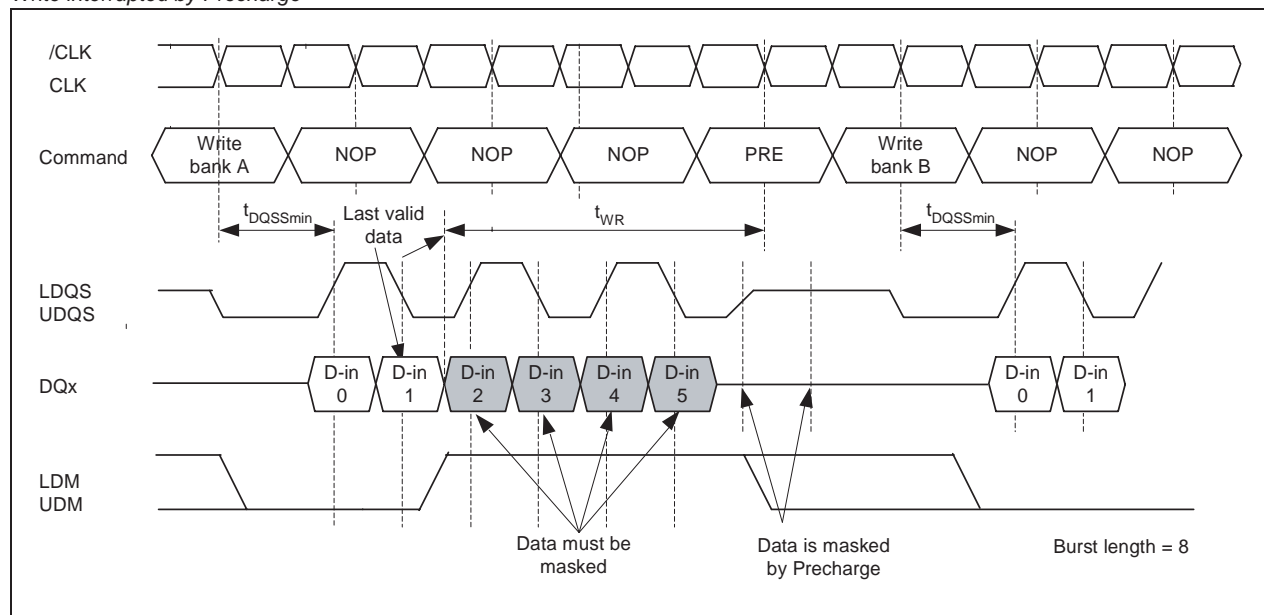 Write interrupted by Precharge
/CLK
CLK
Command
Write
bank A
NOP
NOP
NOP
PRE
Write
bank B
NOP
NOP
tDQSSmin
Last valid
data
tWR
tDQSSmin
LDQS
UDQS
DQx
D-in
0
D-in
1
D-in
2
D-in
3
D-in
4
D-in
5
D-in
0
D-in
1
LDM
UDM
Data must be
masked
Data is masked
by Precharge
Burst length = 8